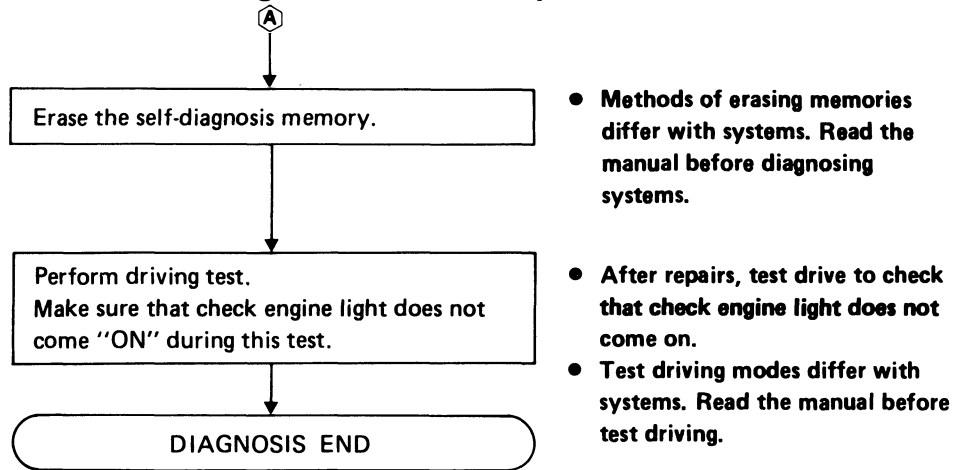 A
Erase the self-diagnosis memory.
● Methods of erasing memories
differ with systems. Read the
manual before diagnosing
systems.
Perform driving test.
Make sure that check engine light does not
come "ON" during this test.
● After repairs, test drive to check
that check engine light does not
come on.
● Test driving modes differ with
systems. Read the manual before
test driving.
DIAGNOSIS END